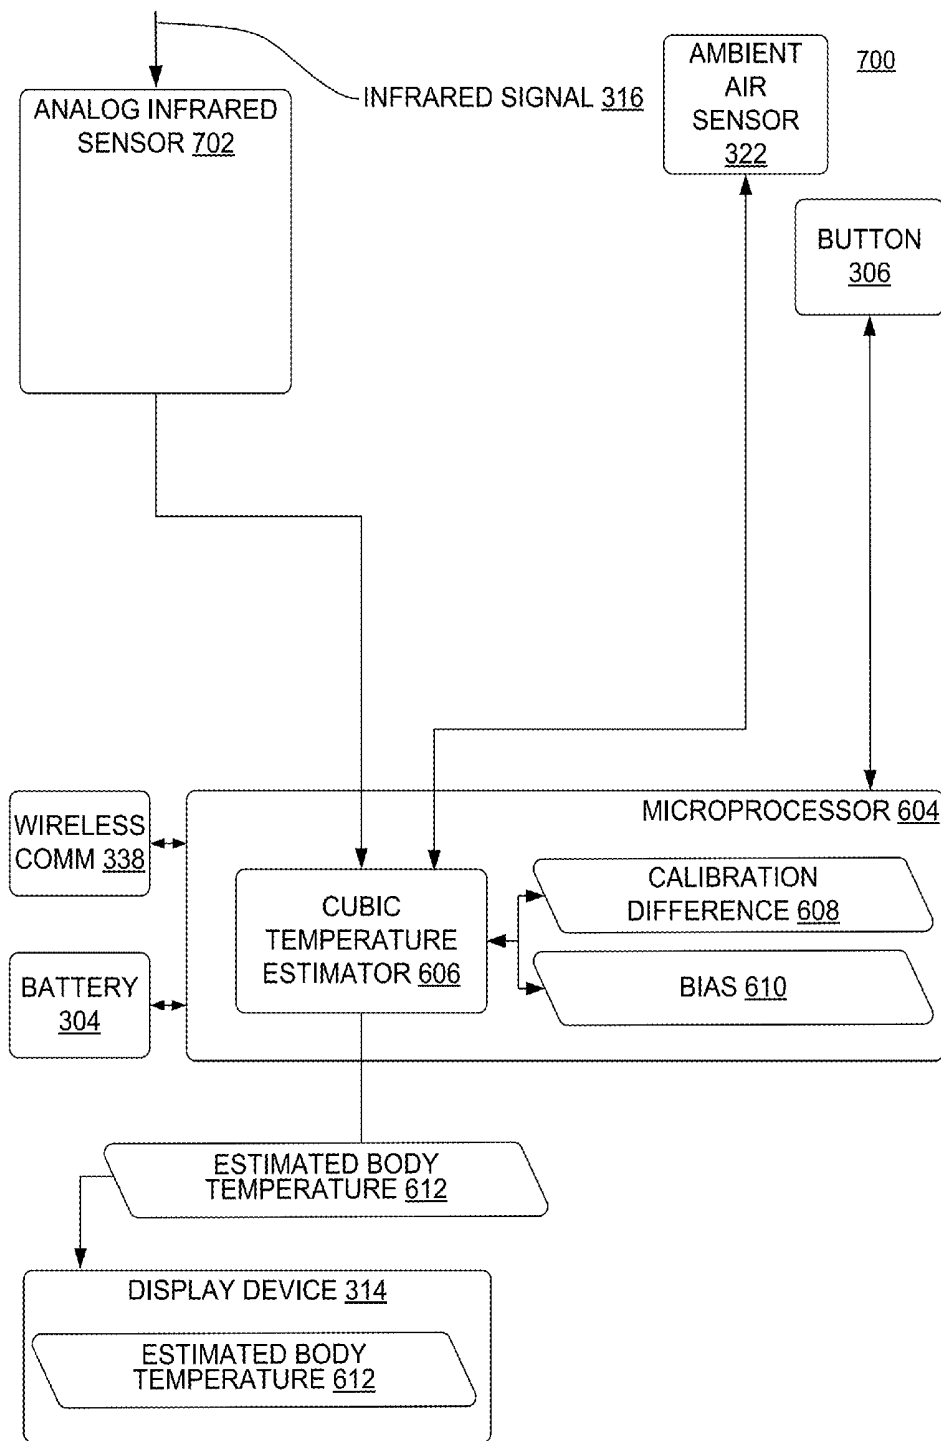 ANALOG INFRARED
SENSOR 702
INFRARED SIGNAL 316
AMBIENT
AIR
SENSOR
322
700
BUTTON
306
MICROPROCESSOR 604
WIRELESS
COMM 338
BATTERY
304
CUBIC
TEMPERATURE
ESTIMATOR 606
CALIBRATION
DIFFERENCE 608
BIAS 610
ESTIMATED BODY
TEMPERATURE 612
DISPLAY DEVICE 314
ESTIMATED BODY
TEMPERATURE 612